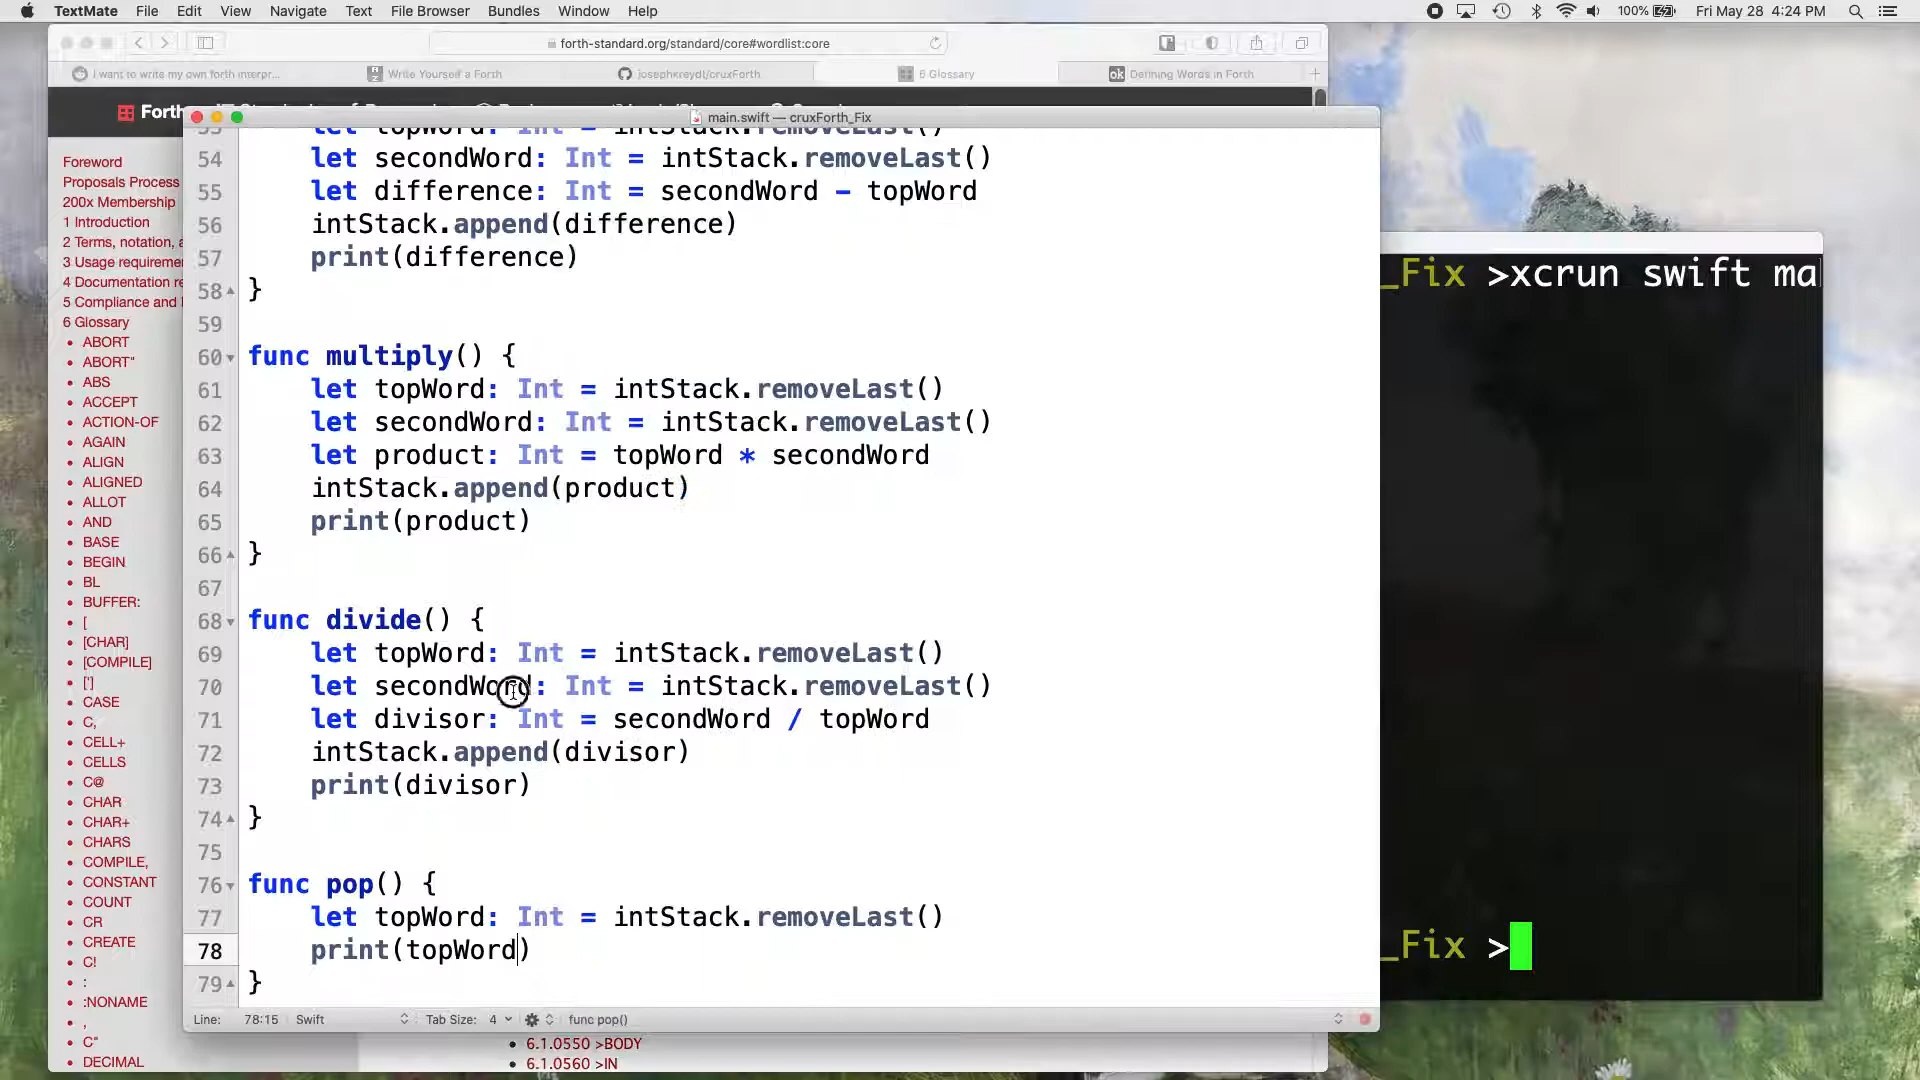 TextMate File Edit View Navigate Text File Browser Bundles Window Help 100% Fri May 28 4:24 PM
forth-standard.org/standard/core#wordlist:core
I want to write my own forth interpr... Write Yourself a Forth josephkreydt/cruxForth 6 Glossary ok Defining Words in Forth
Forth
main.swift — cruxForth_Fix
Foreword
Proposals Process
200x Membership
1 Introduction
2 Terms, notation, a
3 Usage requireme
4 Documentation re
5 Compliance and
6 Glossary
ABORT
ABORT"
ABS
ACCEPT
ACTION-OF
AGAIN
ALIGN
ALIGNED
ALLOT
AND
BASE
BEGIN
BL
BUFFER:
[
[CHAR]
[COMPILE]
[']
CASE
C,
CELL+
CELLS
C@
CHAR
CHAR+
CHARS
COMPILE,
CONSTANT
COUNT
CR
CREATE
C!
:
:NONAME
,
C"
DECIMAL
53 let topWord: Int = intStack.removeLast()
54 let secondWord: Int = intStack.removeLast()
55 let difference: Int = secondWord - topWord
56 intStack.append(difference)
57 print(difference)
58 }
59
60 func multiply() {
61 let topWord: Int = intStack.removeLast()
62 let secondWord: Int = intStack.removeLast()
63 let product: Int = topWord * secondWord
64 intStack.append(product)
65 print(product)
66 }
67
68 func divide() {
69 let topWord: Int = intStack.removeLast()
70 let secondWord: Int = intStack.removeLast()
71 let divisor: Int = secondWord / topWord
72 intStack.append(divisor)
73 print(divisor)
74 }
75
76 func pop() {
77 let topWord: Int = intStack.removeLast()
78 print(topWord)
79 }
Line: 78:15 Swift Tab Size: 4 func pop()
6.1.0550 >BODY
6.1.0560 >IN
_Fix >xcrun swift ma
_Fix >